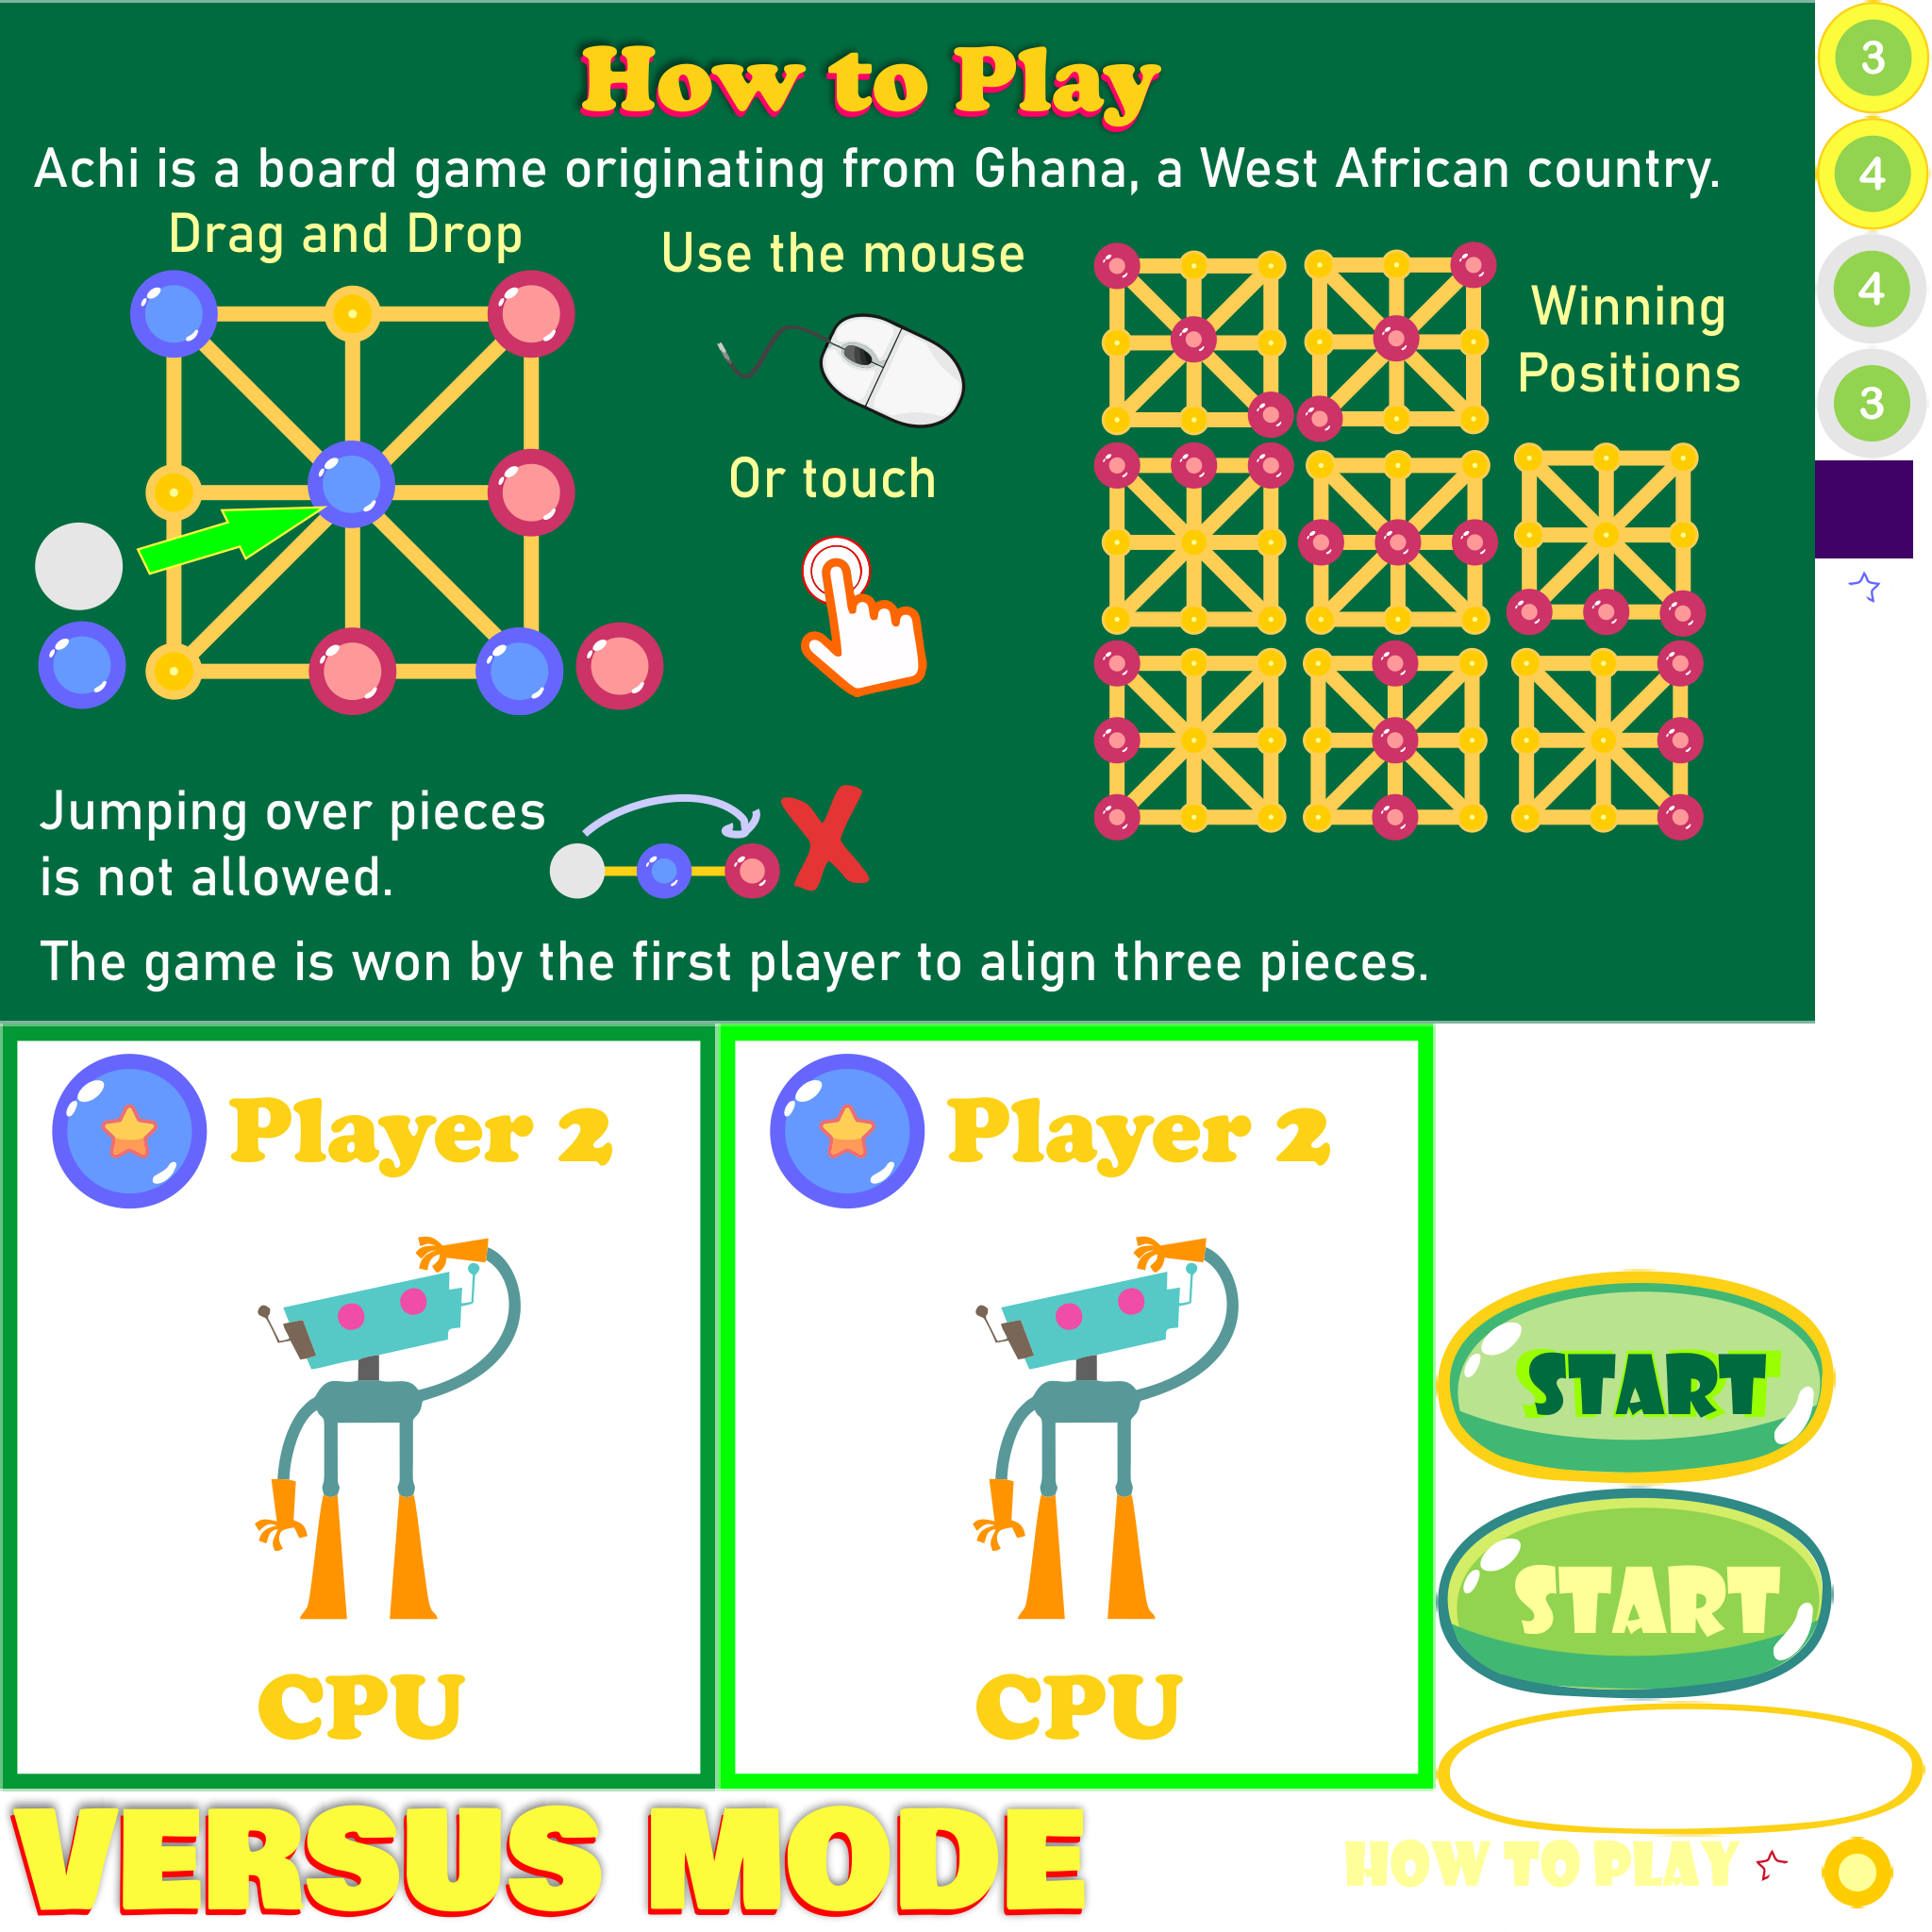 How to Play
Achi is a board game originating from Ghana, a West African country.
Drag and Drop
Use the mouse
Or touch
Winning
Positions
Jumping over pieces
is not allowed.
The game is won by the first player to align three pieces.
3
4
4
3
Player 2
CPU
Player 2
CPU
START
START
VERSUS MODE
HOW TO PLAY